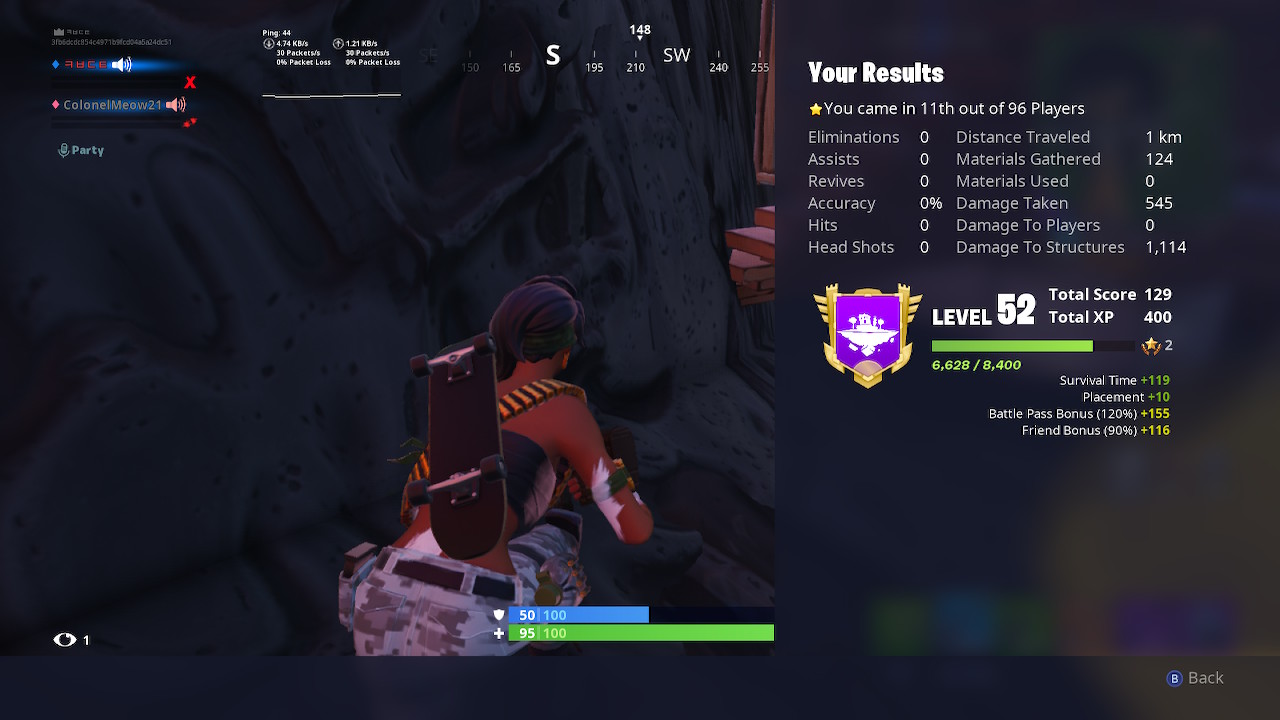 ㅋㅂㄷㄷ
3fb6dcdc854c4971b9fcd04a5a24dc51
ㅋㅂㄷㄷ
ColonelMeow21
Party
Ping: 44
4.74 KB/s 1.21 KB/s
30 Packets/s 30 Packets/s
0% Packet Loss 0% Packet Loss
148
SE 150 165 S 195 210 SW 240 255
1
50 100
95 100
Your Results
You came in 11th out of 96 Players
Eliminations 0 Distance Traveled 1 km
Assists 0 Materials Gathered 124
Revives 0 Materials Used 0
Accuracy 0% Damage Taken 545
Hits 0 Damage To Players 0
Head Shots 0 Damage To Structures 1,114
LEVEL 52
Total Score 129
Total XP 400
2
6,628 / 8,400
Survival Time +119
Placement +10
Battle Pass Bonus (120%) +155
Friend Bonus (90%) +116
B Back